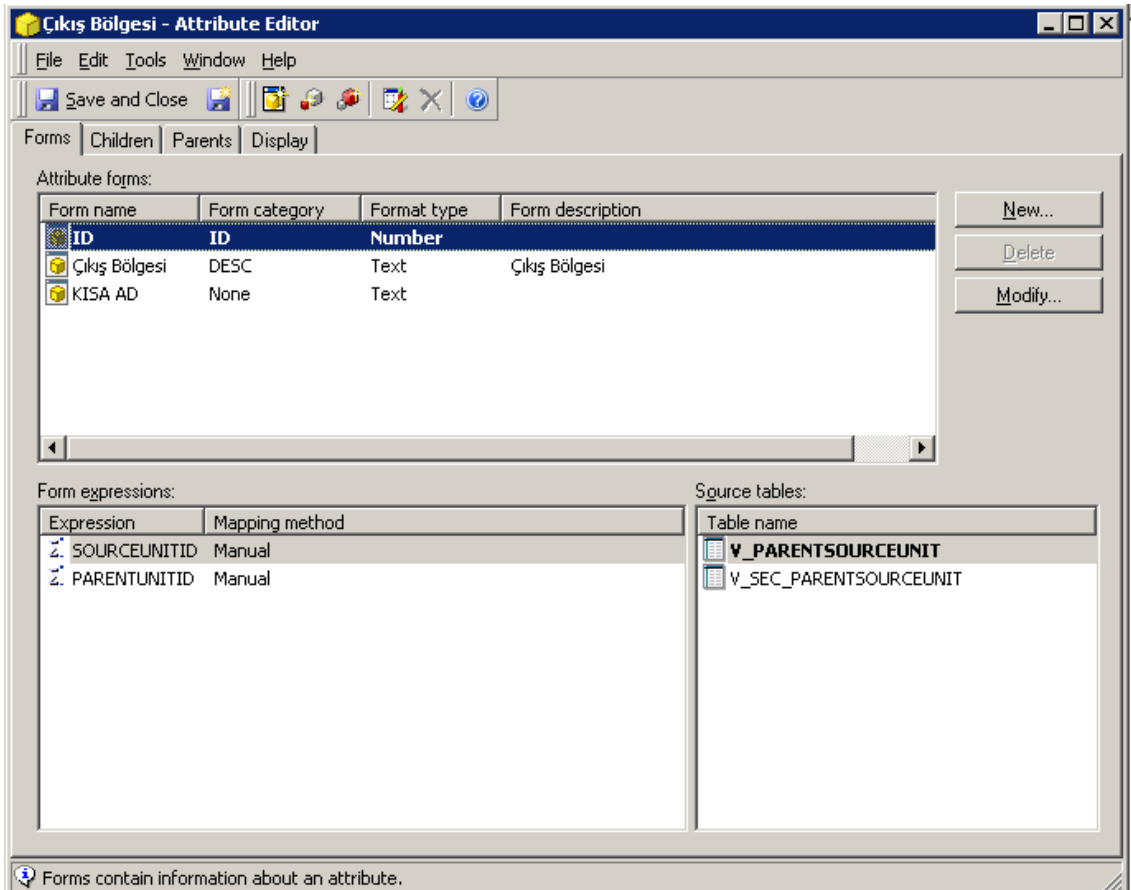 Çıkış Bölgesi - Attribute Editor
File Edit Tools Window Help
Save and Close
Forms Children Parents Display
Attribute forms:
Form name Form category Format type Form description
ID ID Number
Çıkış Bölgesi DESC Text Çıkış Bölgesi
KISA AD None Text
New...
Delete
Modify...
Form expressions:
Expression Mapping method
SOURCEUNITID Manual
PARENTUNITID Manual
Source tables:
Table name
V_PARENTSOURCEUNIT
V_SEC_PARENTSOURCEUNIT
Forms contain information about an attribute.